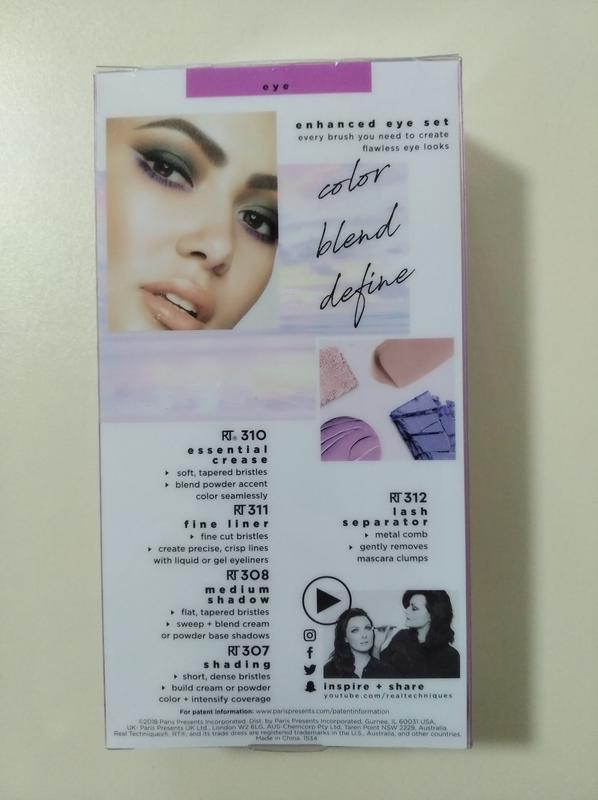 eye
enhanced eye set
every brush you need to create
flawless eye looks
color
blend
define
RT® 310
essential
crease
▸ soft, tapered bristles
▸ blend powder accent
color seamlessly
RT 311
fine liner
▸ fine cut bristles
▸ create precise, crisp lines
with liquid or gel eyeliners
RT 308
medium
shadow
▸ flat, tapered bristles
▸ sweep + blend cream
or powder base shadows
RT 307
shading
▸ short, dense bristles
▸ build cream or powder
color + intensify coverage
RT 312
lash
separator
▸ metal comb
▸ gently removes
mascara clumps
inspire + share
youtube.com/realtechniques
For patent information: www.parispresents.com/patentinformation
©2018 Paris Presents Incorporated. Dist. by Paris Presents Incorporated, Gurnee, IL 60031 USA.
UK- Paris Presents UK Ltd., London W2 6LG, AUS-Chemcorp Pty Ltd, Taren Point NSW 2229, Australia.
Real Techniques®, RT®, and its trade dress are registered trademarks in the U.S., Australia, and other countries.
Made in China. 1534